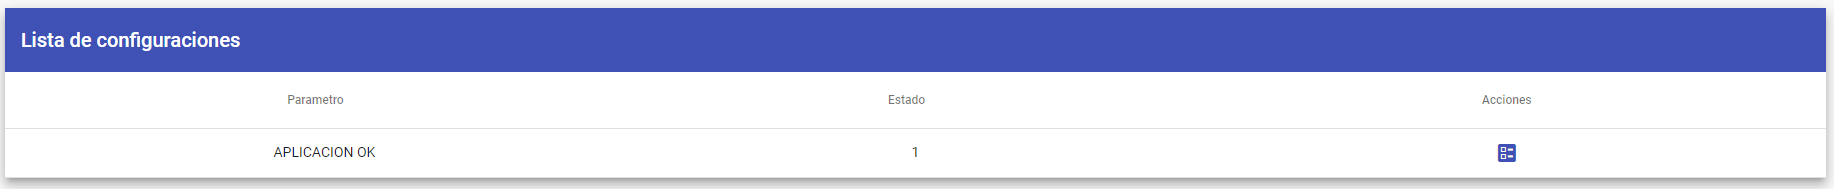 Lista de configuraciones
Parametro Estado Acciones
APLICACION OK 1